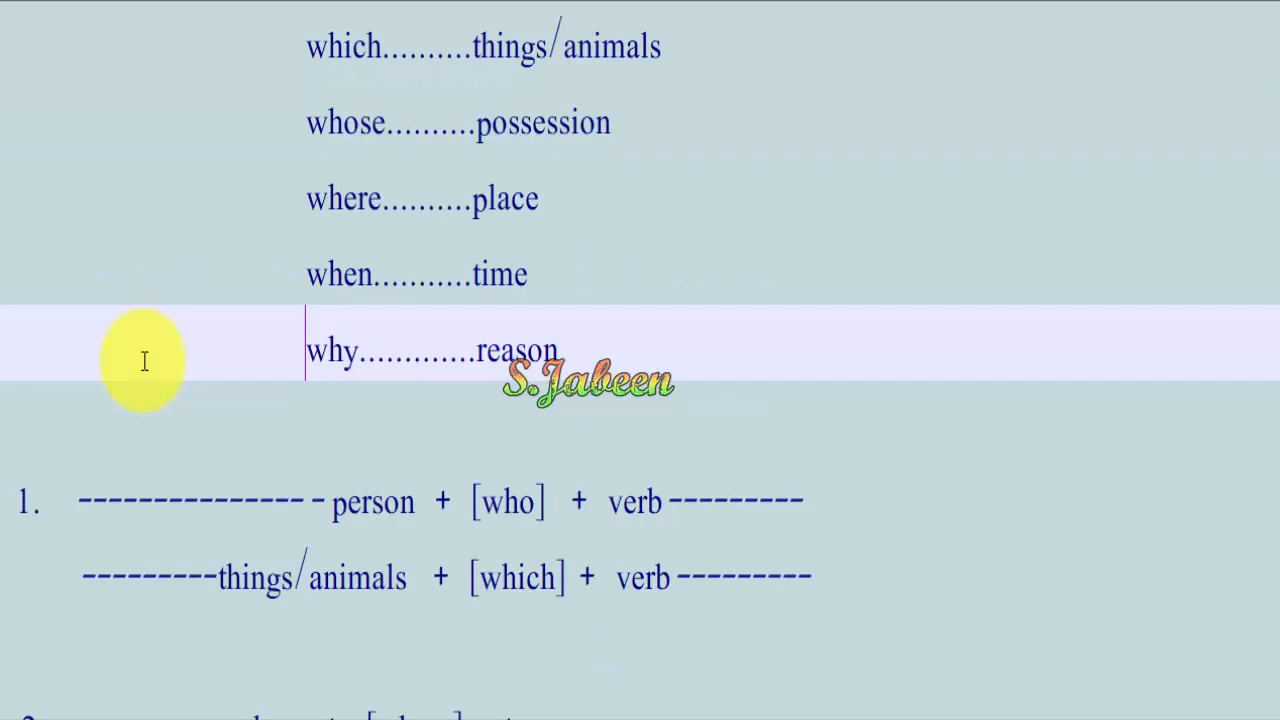 which..........things/animals
whose..........possession
where..........place
when...........time
why.............reason
S.Jabeen
1. ---------------- person + [who] + verb ---------
---------things/animals + [which] + verb ---------